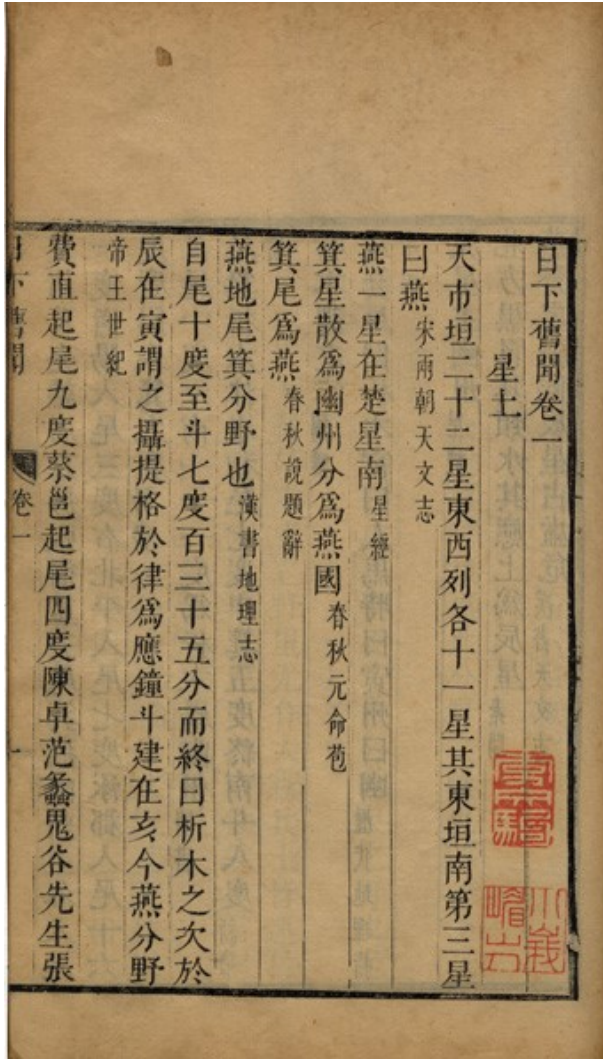 日下舊聞卷一
星土
天市垣二十二星東西列各十一星其東垣南第三星
曰燕宋兩朝天文志
燕一星在楚星南星經
箕星散爲幽州分爲燕國春秋元命苞
箕尾爲燕春秋說題辭
燕地尾箕分野也漢書地理志
自尾十度至斗七度百三十五分而終曰析木之次於
辰在寅謂之攝提格於律爲應鐘斗建在亥今燕分野
帝王世紀
費直起尾九度蔡邕起尾四度陳卓范蠡鬼谷先生張
日下舊聞 卷一 一